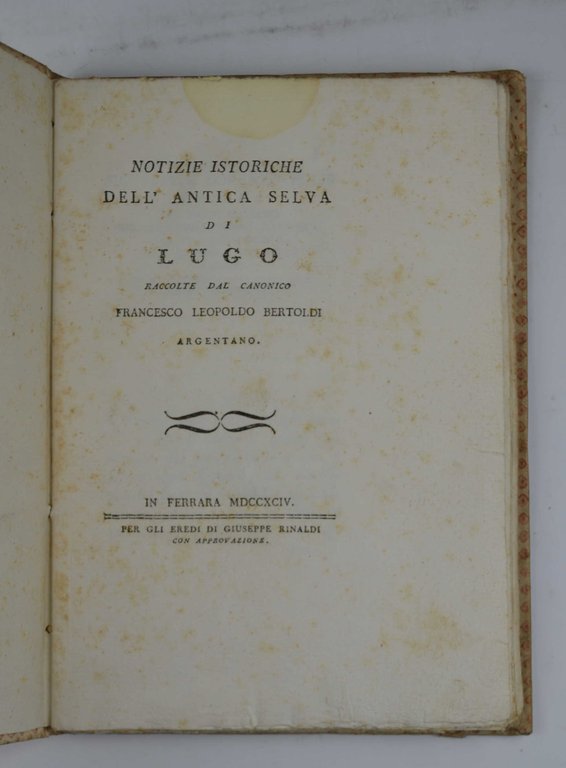 NOTIZIE ISTORICHE
DELL' ANTICA SELVA
DI
LUGO
RACCOLTE DAL CANONICO
FRANCESCO LEOPOLDO BERTOLDI
ARGENTANO.
IN FERRARA MDCCXCIV.
PER GLI EREDI DI GIUSEPPE RINALDI
CON APPROVAZIONE.